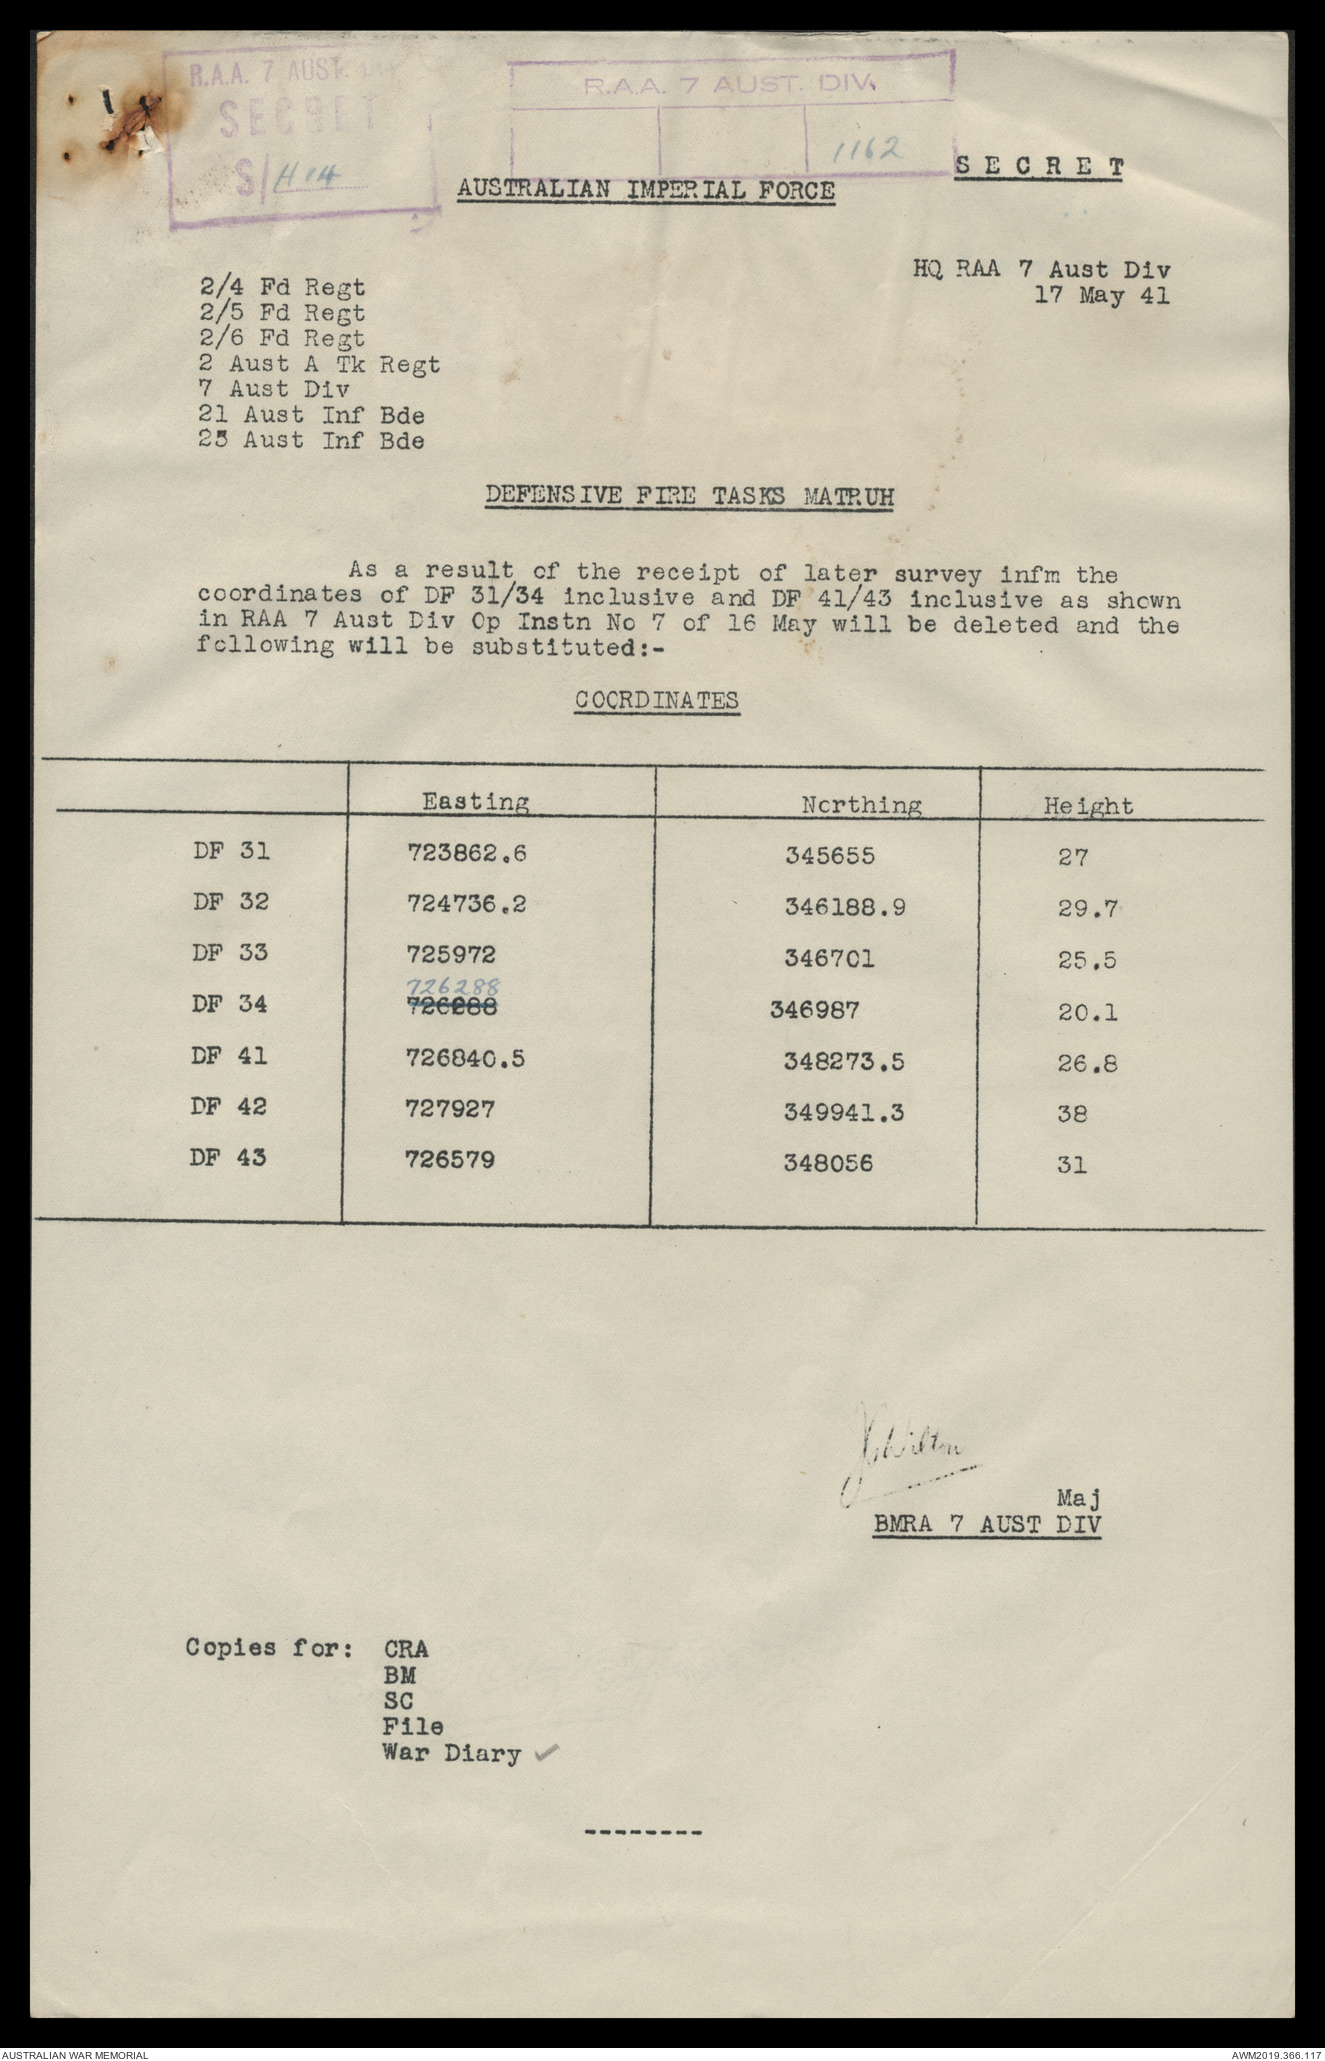 R.A.A. 7 AUST. DIV
SECRET
S/H 14
R.A.A. 7 AUST. DIV.
1162
SECRET
AUSTRALIAN IMPERIAL FORCE
HQ RAA 7 Aust Div
17 May 41
2/4 Fd Regt
2/5 Fd Regt
2/6 Fd Regt
2 Aust A Tk Regt
7 Aust Div
21 Aust Inf Bde
25 Aust Inf Bde
DEFENSIVE FIRE TASKS MATRUH
As a result of the receipt of later survey infm the
coordinates of DF 31/34 inclusive and DF 41/43 inclusive as shown
in RAA 7 Aust Div Op Instn No 7 of 16 May will be deleted and the
following will be substituted:-
COORDINATES
Easting Northing Height
DF 31 723862.6 345655 27
DF 32 724736.2 346188.9 29.7
DF 33 725972 346701 25.5
726288
DF 34 726288 346987 20.1
DF 41 726840.5 348273.5 26.8
DF 42 727927 349941.3 38
DF 43 726579 348056 31
Wilton
Maj
BMRA 7 AUST DIV
Copies for: CRA
BM
SC
File
War Diary ✓
--------
AUSTRALIAN WAR MEMORIAL
AWM2019.366.117